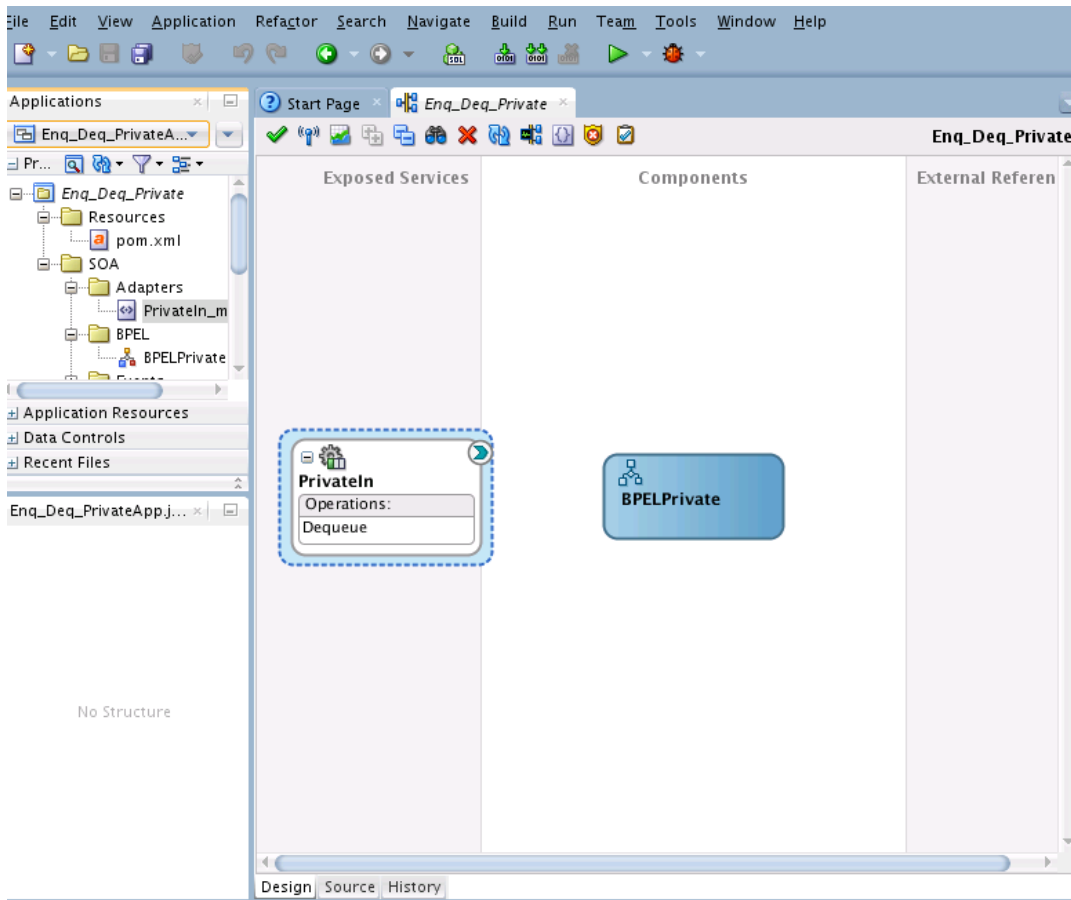 File Edit View Application Refactor Search Navigate Build Run Team Tools Window Help
Applications
Start Page
Enq_Deq_Private
Enq_Deq_PrivateA...
Enq_Deq_Private
Pr...
Exposed Services
Components
External Referen
Enq_Deq_Private
Resources
pom.xml
SOA
Adapters
PrivateIn_m
BPEL
BPELPrivate
Events
Application Resources
Data Controls
Recent Files
PrivateIn
Operations:
Dequeue
BPELPrivate
Enq_Deq_PrivateApp.j...
No Structure
Design Source History